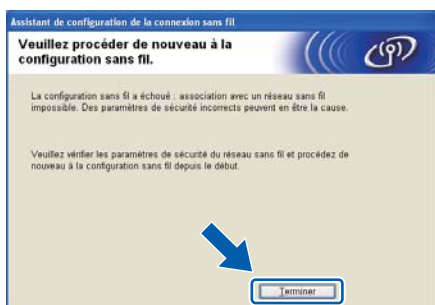 Assistant de configuration de la connexion sans fil
Veuillez procéder de nouveau à la
configuration sans fil.
La configuration sans fil a échoué : association avec un réseau sans fil
impossible. Des paramètres de sécurité incorrects peuvent en être la cause.
Veuillez vérifier les paramètres de sécurité du réseau sans fil et procédez de
nouveau à la configuration sans fil depuis le début.
Terminer